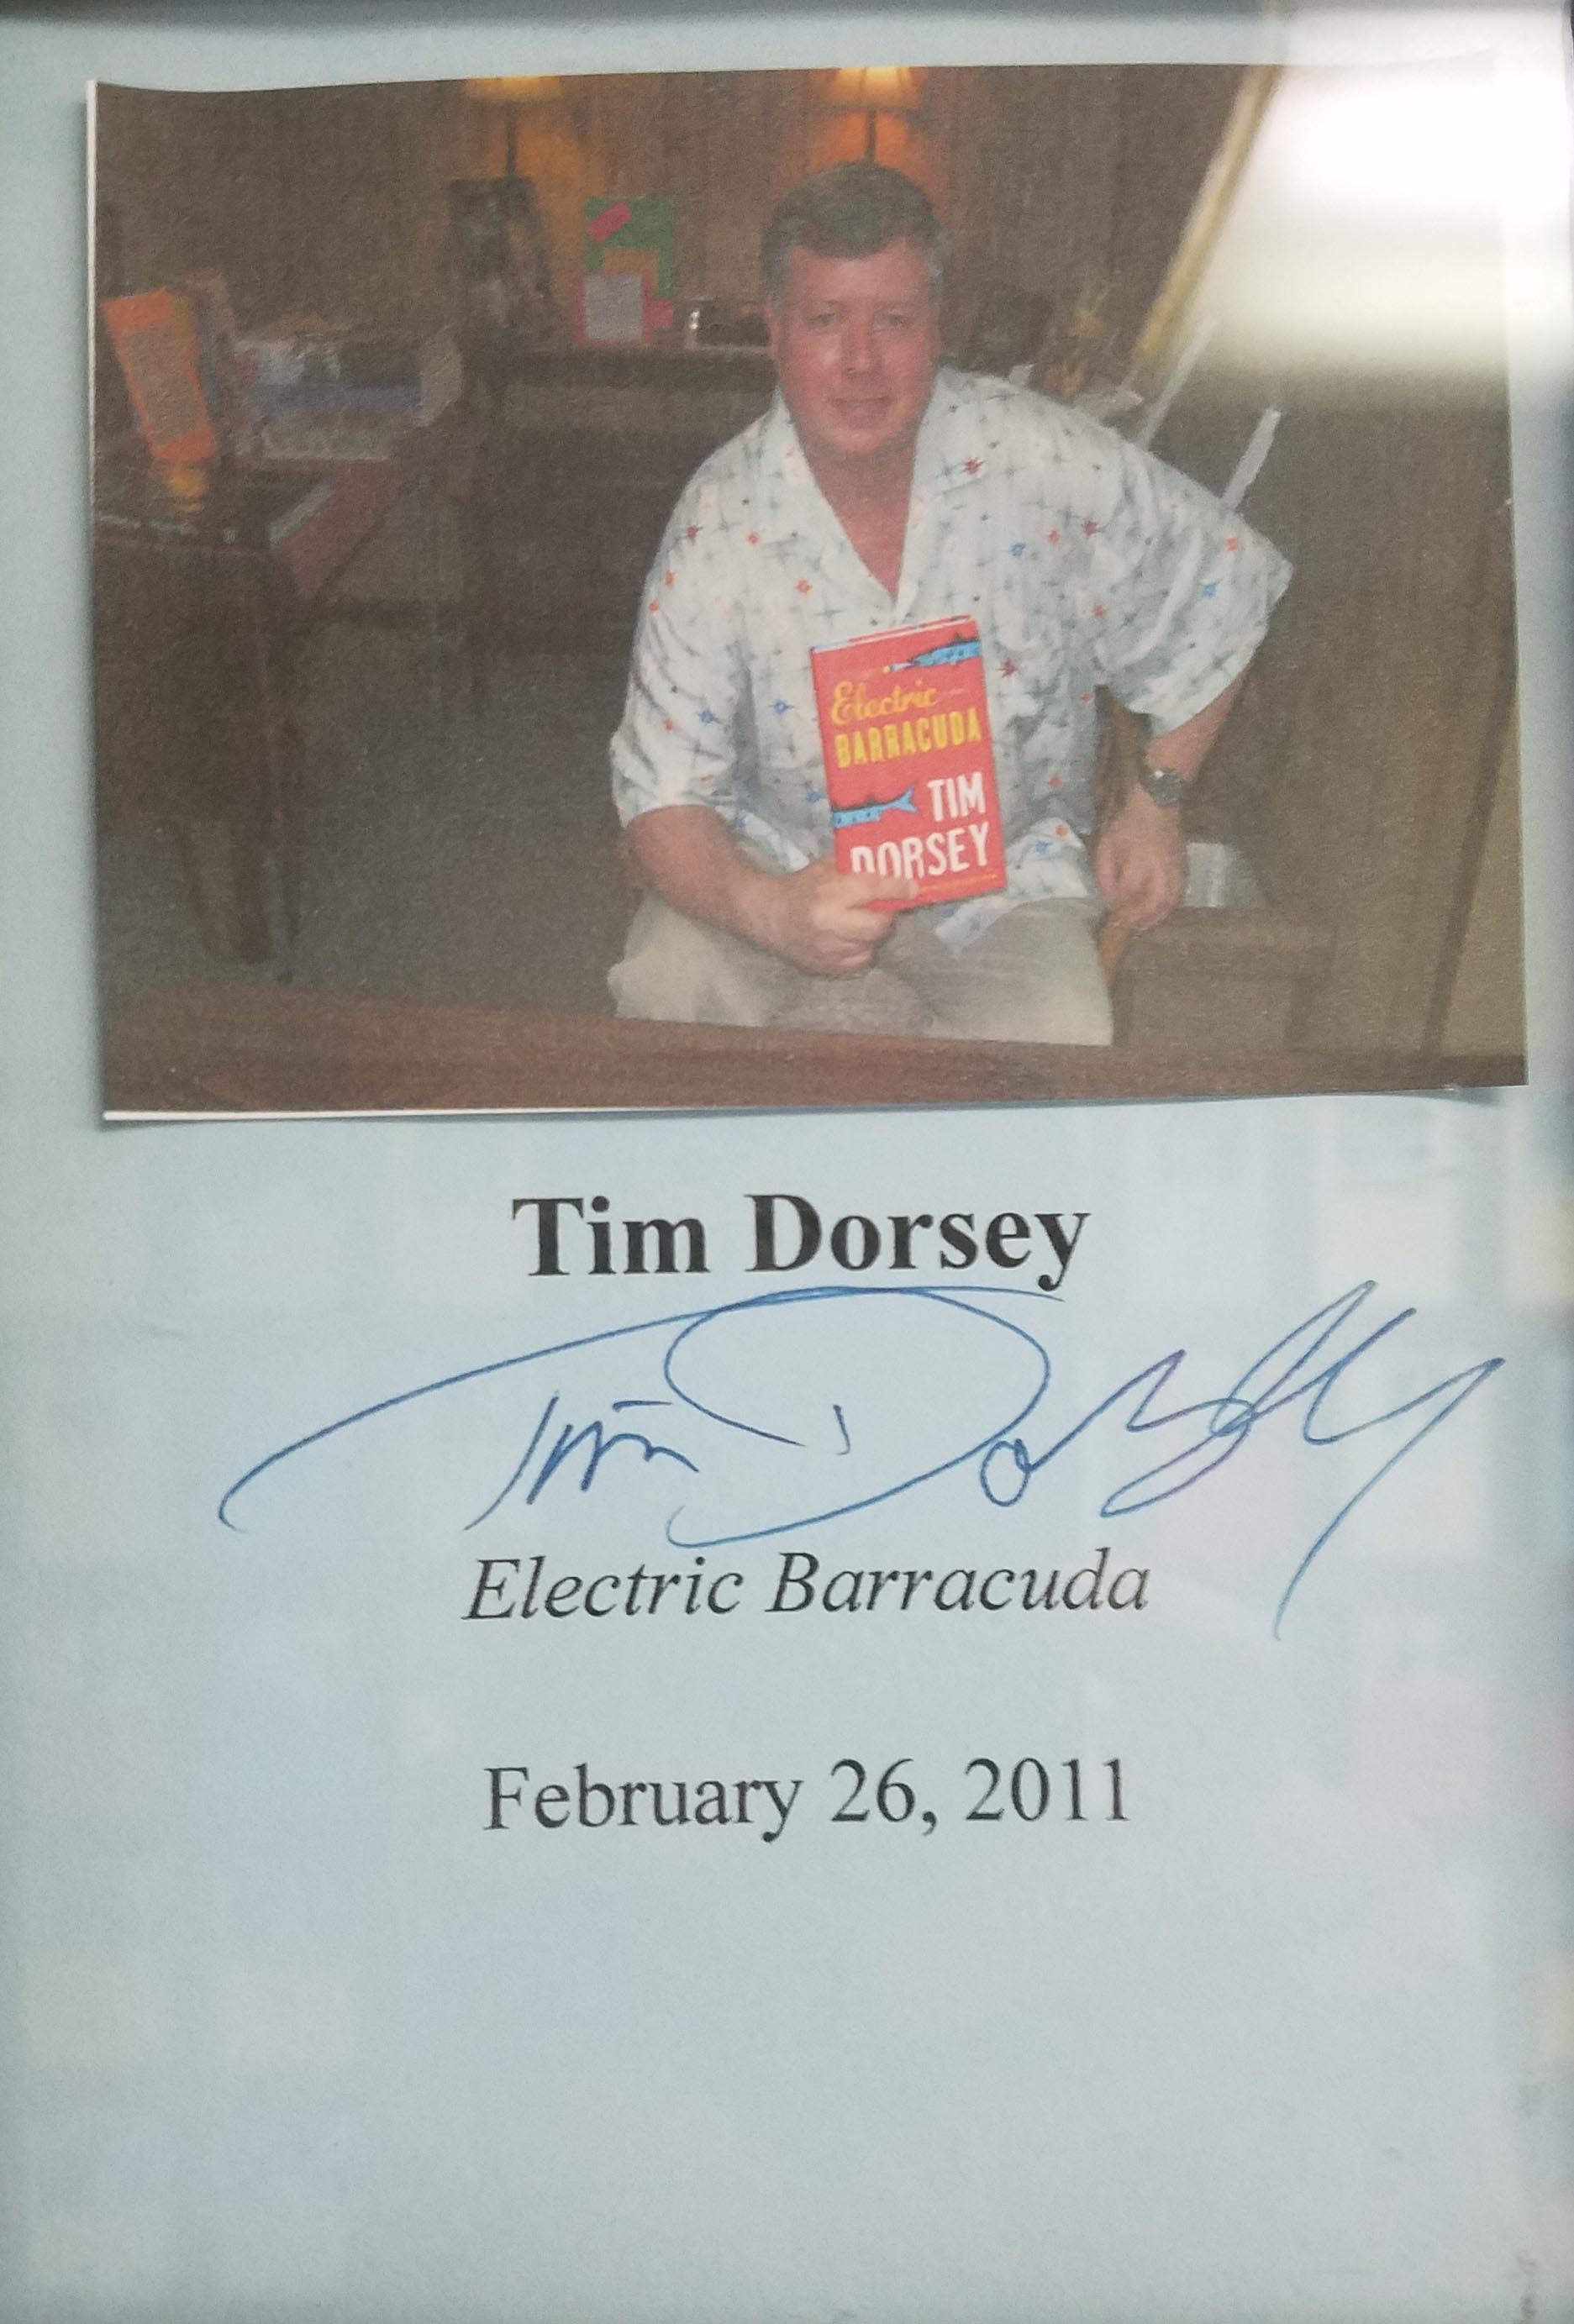 Electric
BARRACUDA
TIM
DORSEY
Tim Dorsey
Tim Dorsey
Electric Barracuda
February 26, 2011